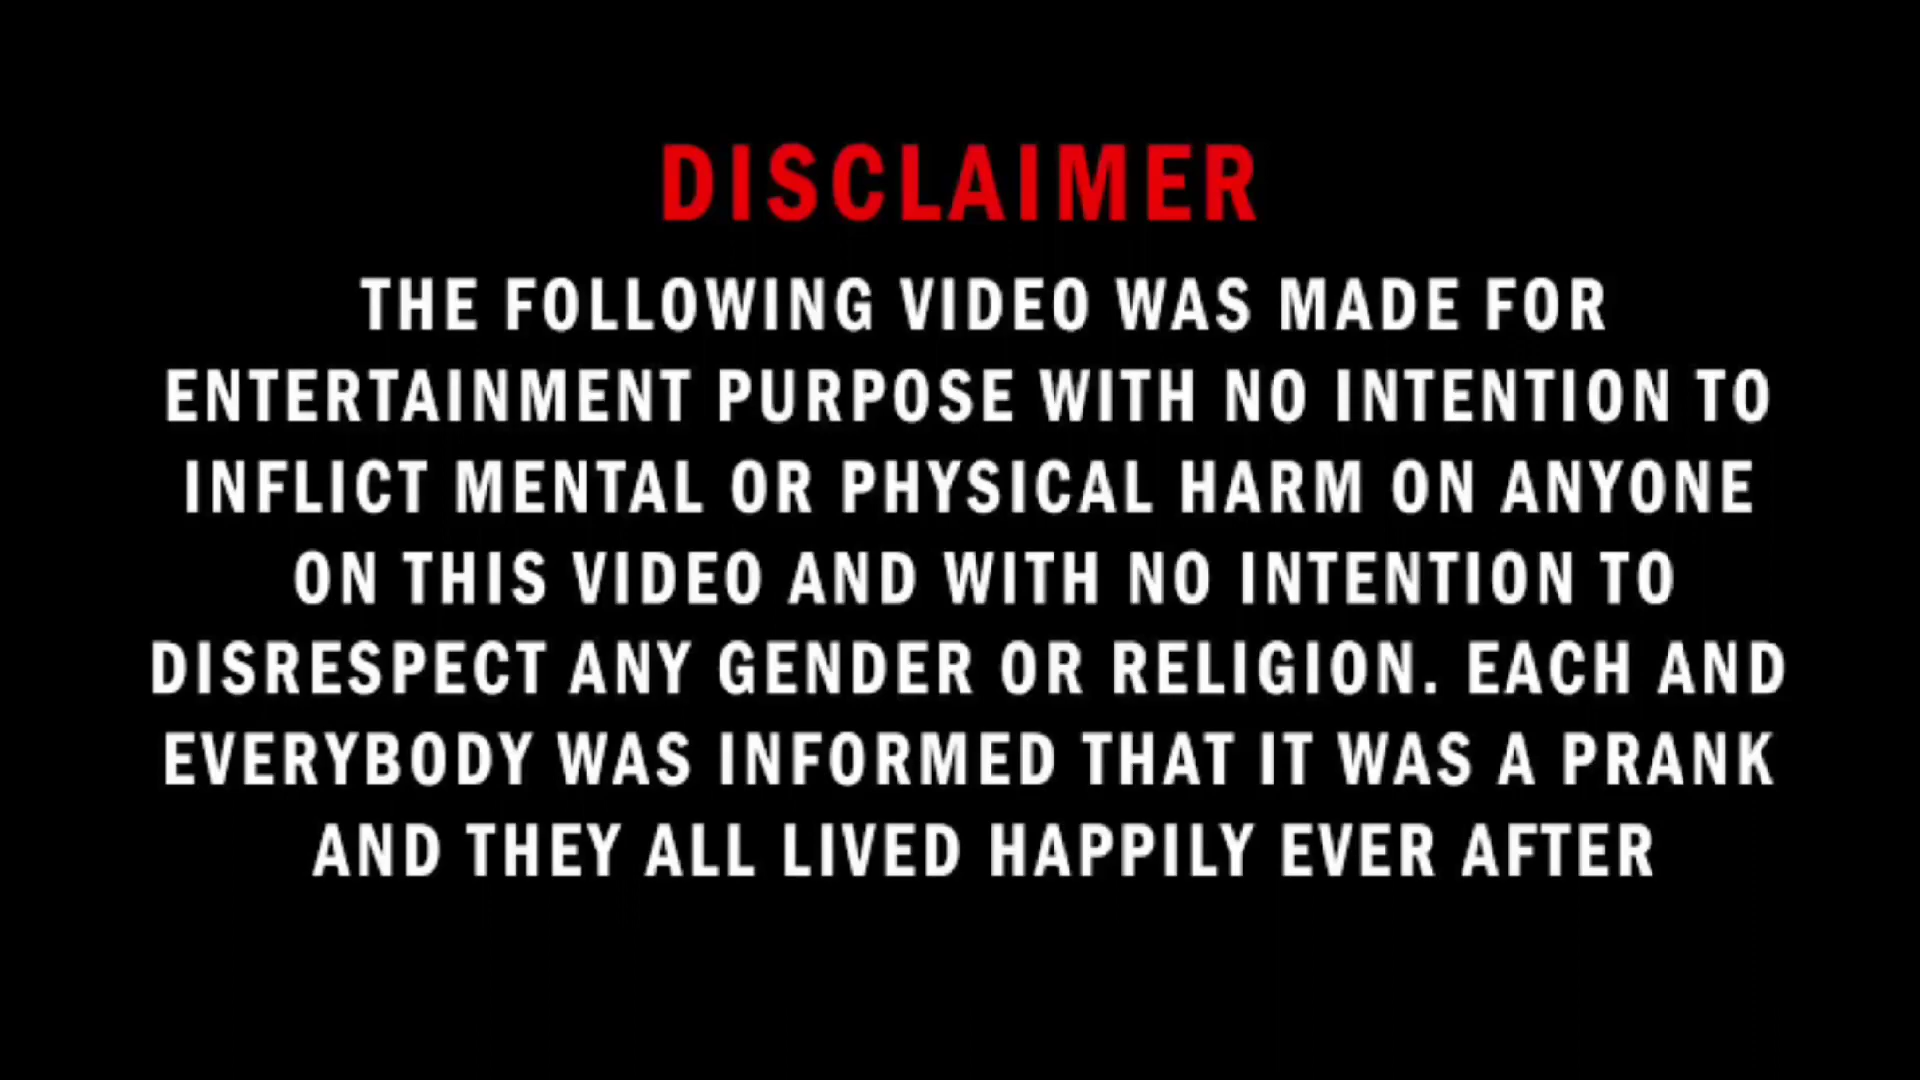 DISCLAIMER
THE FOLLOWING VIDEO WAS MADE FOR
ENTERTAINMENT PURPOSE WITH NO INTENTION TO
INFLICT MENTAL OR PHYSICAL HARM ON ANYONE
ON THIS VIDEO AND WITH NO INTENTION TO
DISRESPECT ANY GENDER OR RELIGION. EACH AND
EVERYBODY WAS INFORMED THAT IT WAS A PRANK
AND THEY ALL LIVED HAPPILY EVER AFTER